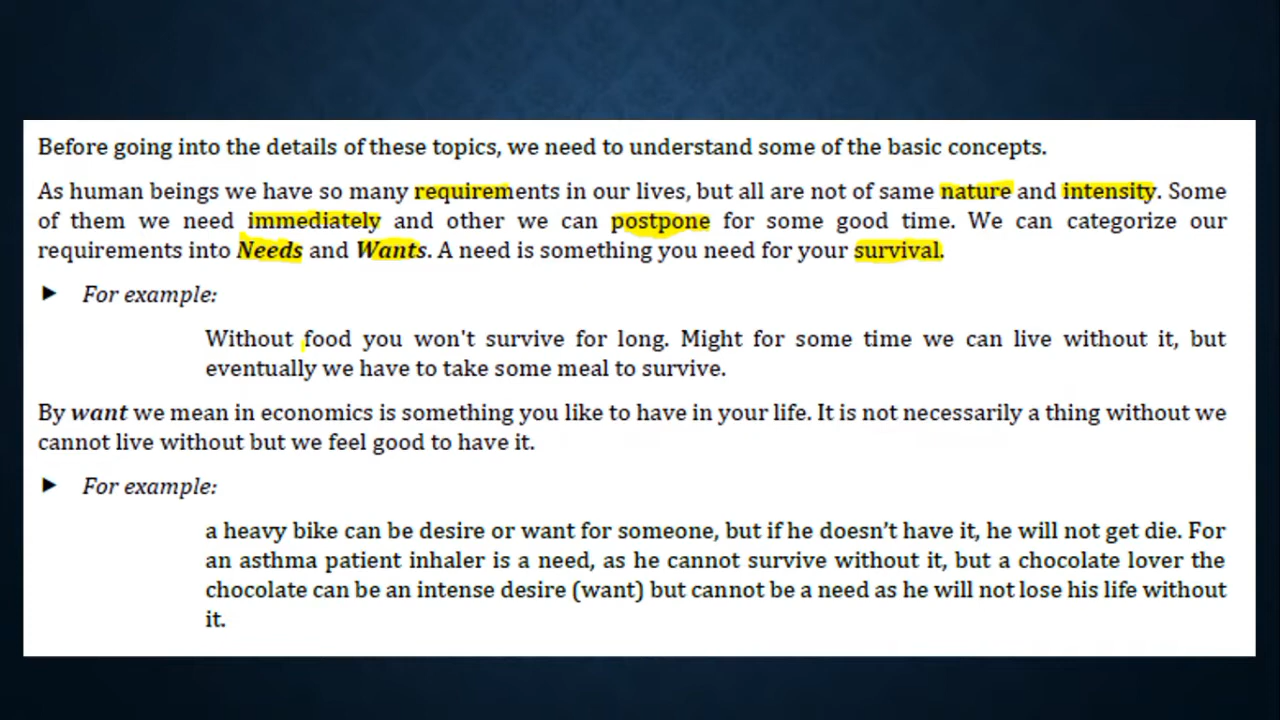 Before going into the details of these topics, we need to understand some of the basic concepts.
As human beings we have so many requirements in our lives, but all are not of same nature and intensity. Some
of them we need immediately and other we can postpone for some good time. We can categorize our
requirements into Needs and Wants. A need is something you need for your survival.
For example:
Without food you won't survive for long. Might for some time we can live without it, but
eventually we have to take some meal to survive.
By want we mean in economics is something you like to have in your life. It is not necessarily a thing without we
cannot live without but we feel good to have it.
For example:
a heavy bike can be desire or want for someone, but if he doesn’t have it, he will not get die. For
an asthma patient inhaler is a need, as he cannot survive without it, but a chocolate lover the
chocolate can be an intense desire (want) but cannot be a need as he will not lose his life without
it.